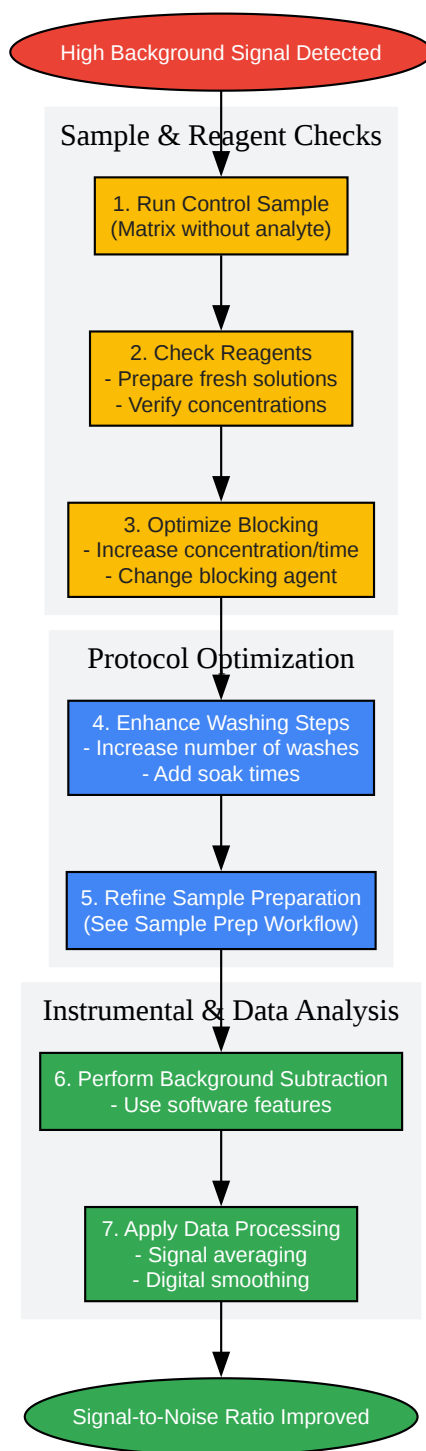 High Background Signal Detected
Sample & Reagent Checks
1. Run Control Sample
(Matrix without analyte)
2. Check Reagents
- Prepare fresh solutions
- Verify concentrations
3. Optimize Blocking
- Increase concentration/time
- Change blocking agent
Protocol Optimization
4. Enhance Washing Steps
- Increase number of washes
- Add soak times
5. Refine Sample Preparation
(See Sample Prep Workflow)
Instrumental & Data Analysis
6. Perform Background Subtraction
- Use software features
7. Apply Data Processing
- Signal averaging
- Digital smoothing
Signal-to-Noise Ratio Improved